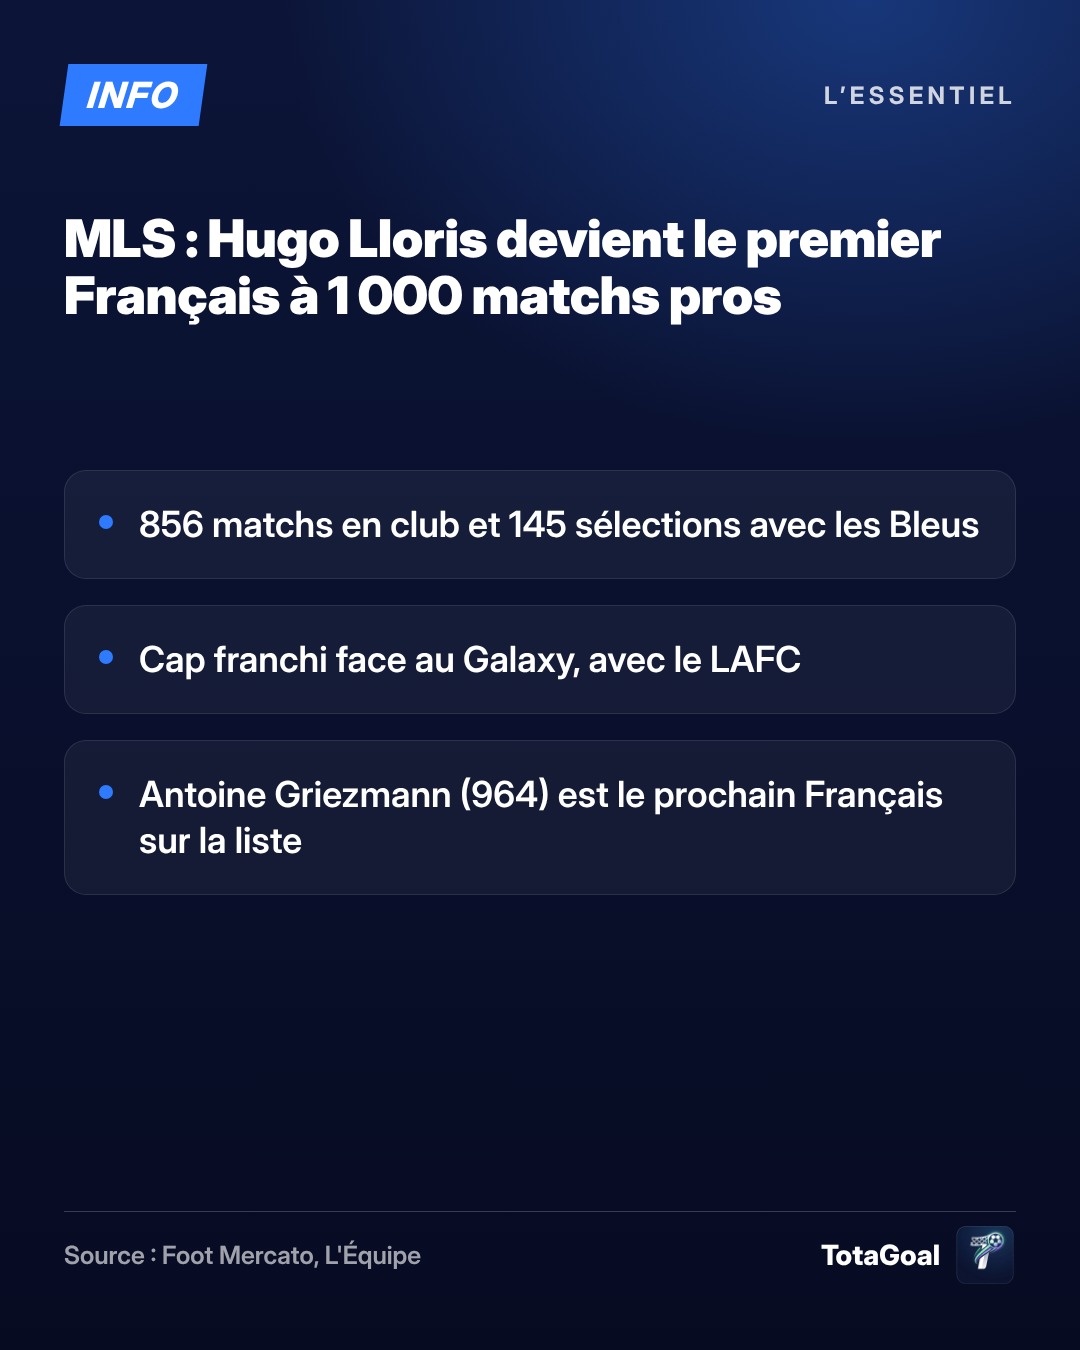 INFO
L’ESSENTIEL
MLS : Hugo Lloris devient le premier
Français à 1 000 matchs pros
856 matchs en club et 145 sélections avec les Bleus
Cap franchi face au Galaxy, avec le LAFC
Antoine Griezmann (964) est le prochain Français
sur la liste
Source : Foot Mercato, L'Équipe
TotaGoal